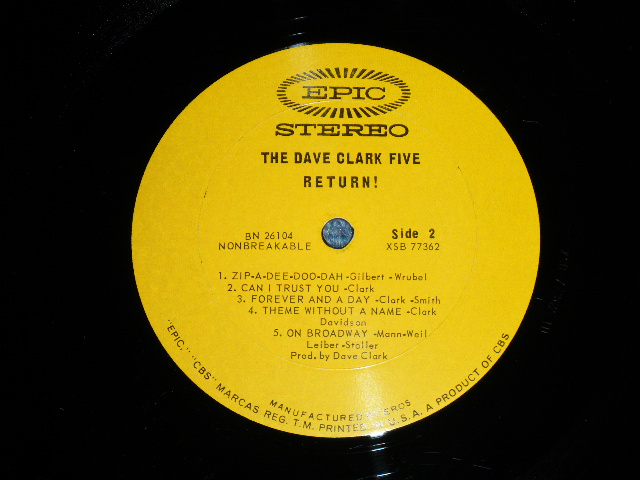 EPIC
STEREO
THE DAVE CLARK FIVE
RETURN!
BN 26104
NONBREAKABLE
Side 2
XSB 77362
1. ZIP-A-DEE-DOO-DAH -Gilbert -Wrubel
2. CAN I TRUST YOU -Clark
3. FOREVER AND A DAY -Clark -Smith
4. THEME WITHOUT A NAME -Clark
Davidson
5. ON BROADWAY -Mann-Weil
Leiber-Stoller
Prod. by Dave Clark
MANUFACTURED
"EPIC," "CBS" MARCAS REG. T.M. PRINTED IN U.S.A. A PRODUCT OF CBS